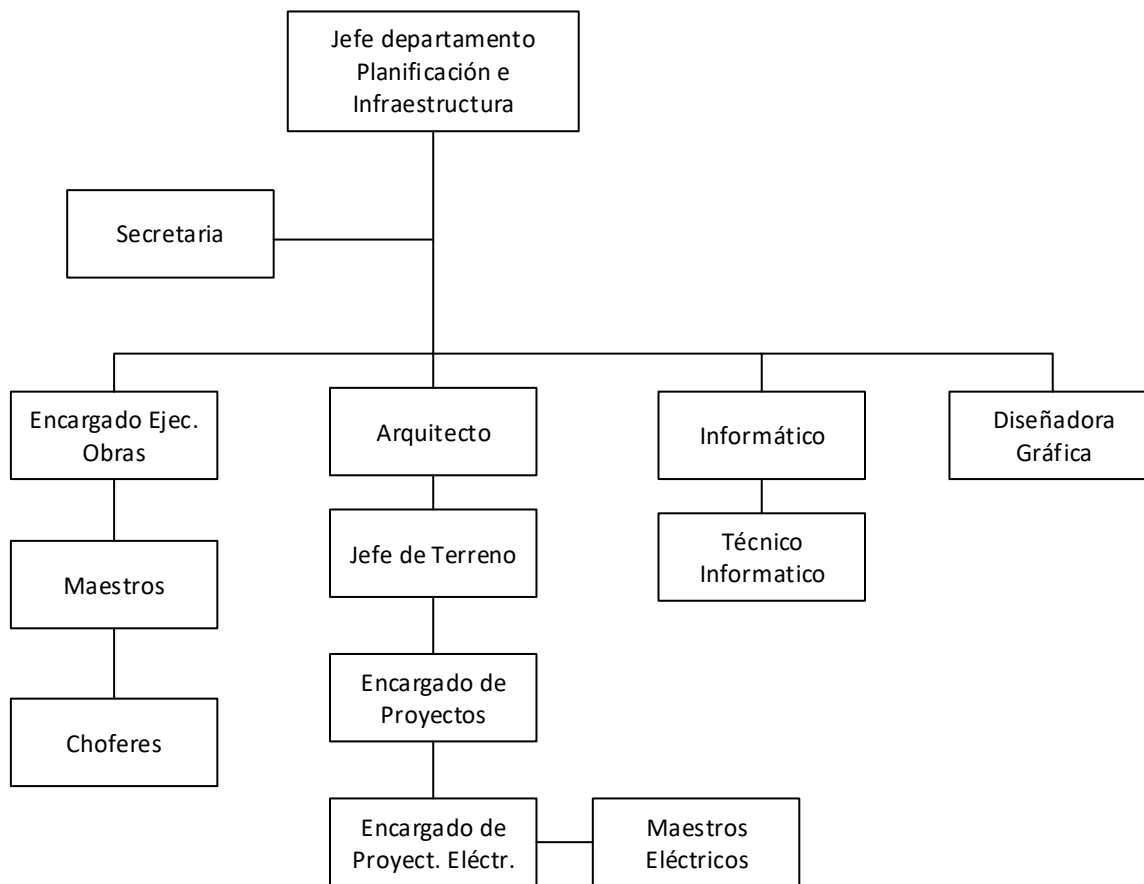 Jefe departamento
Planificación e
Infraestructura
Secretaria
Encargado Ejec.
Obras
Arquitecto
Informático
Diseñadora
Gráfica
Maestros
Jefe de Terreno
Técnico
Informatico
Choferes
Encargado de
Proyectos
Encargado de
Proyect. Eléctr.
Maestros
Eléctricos